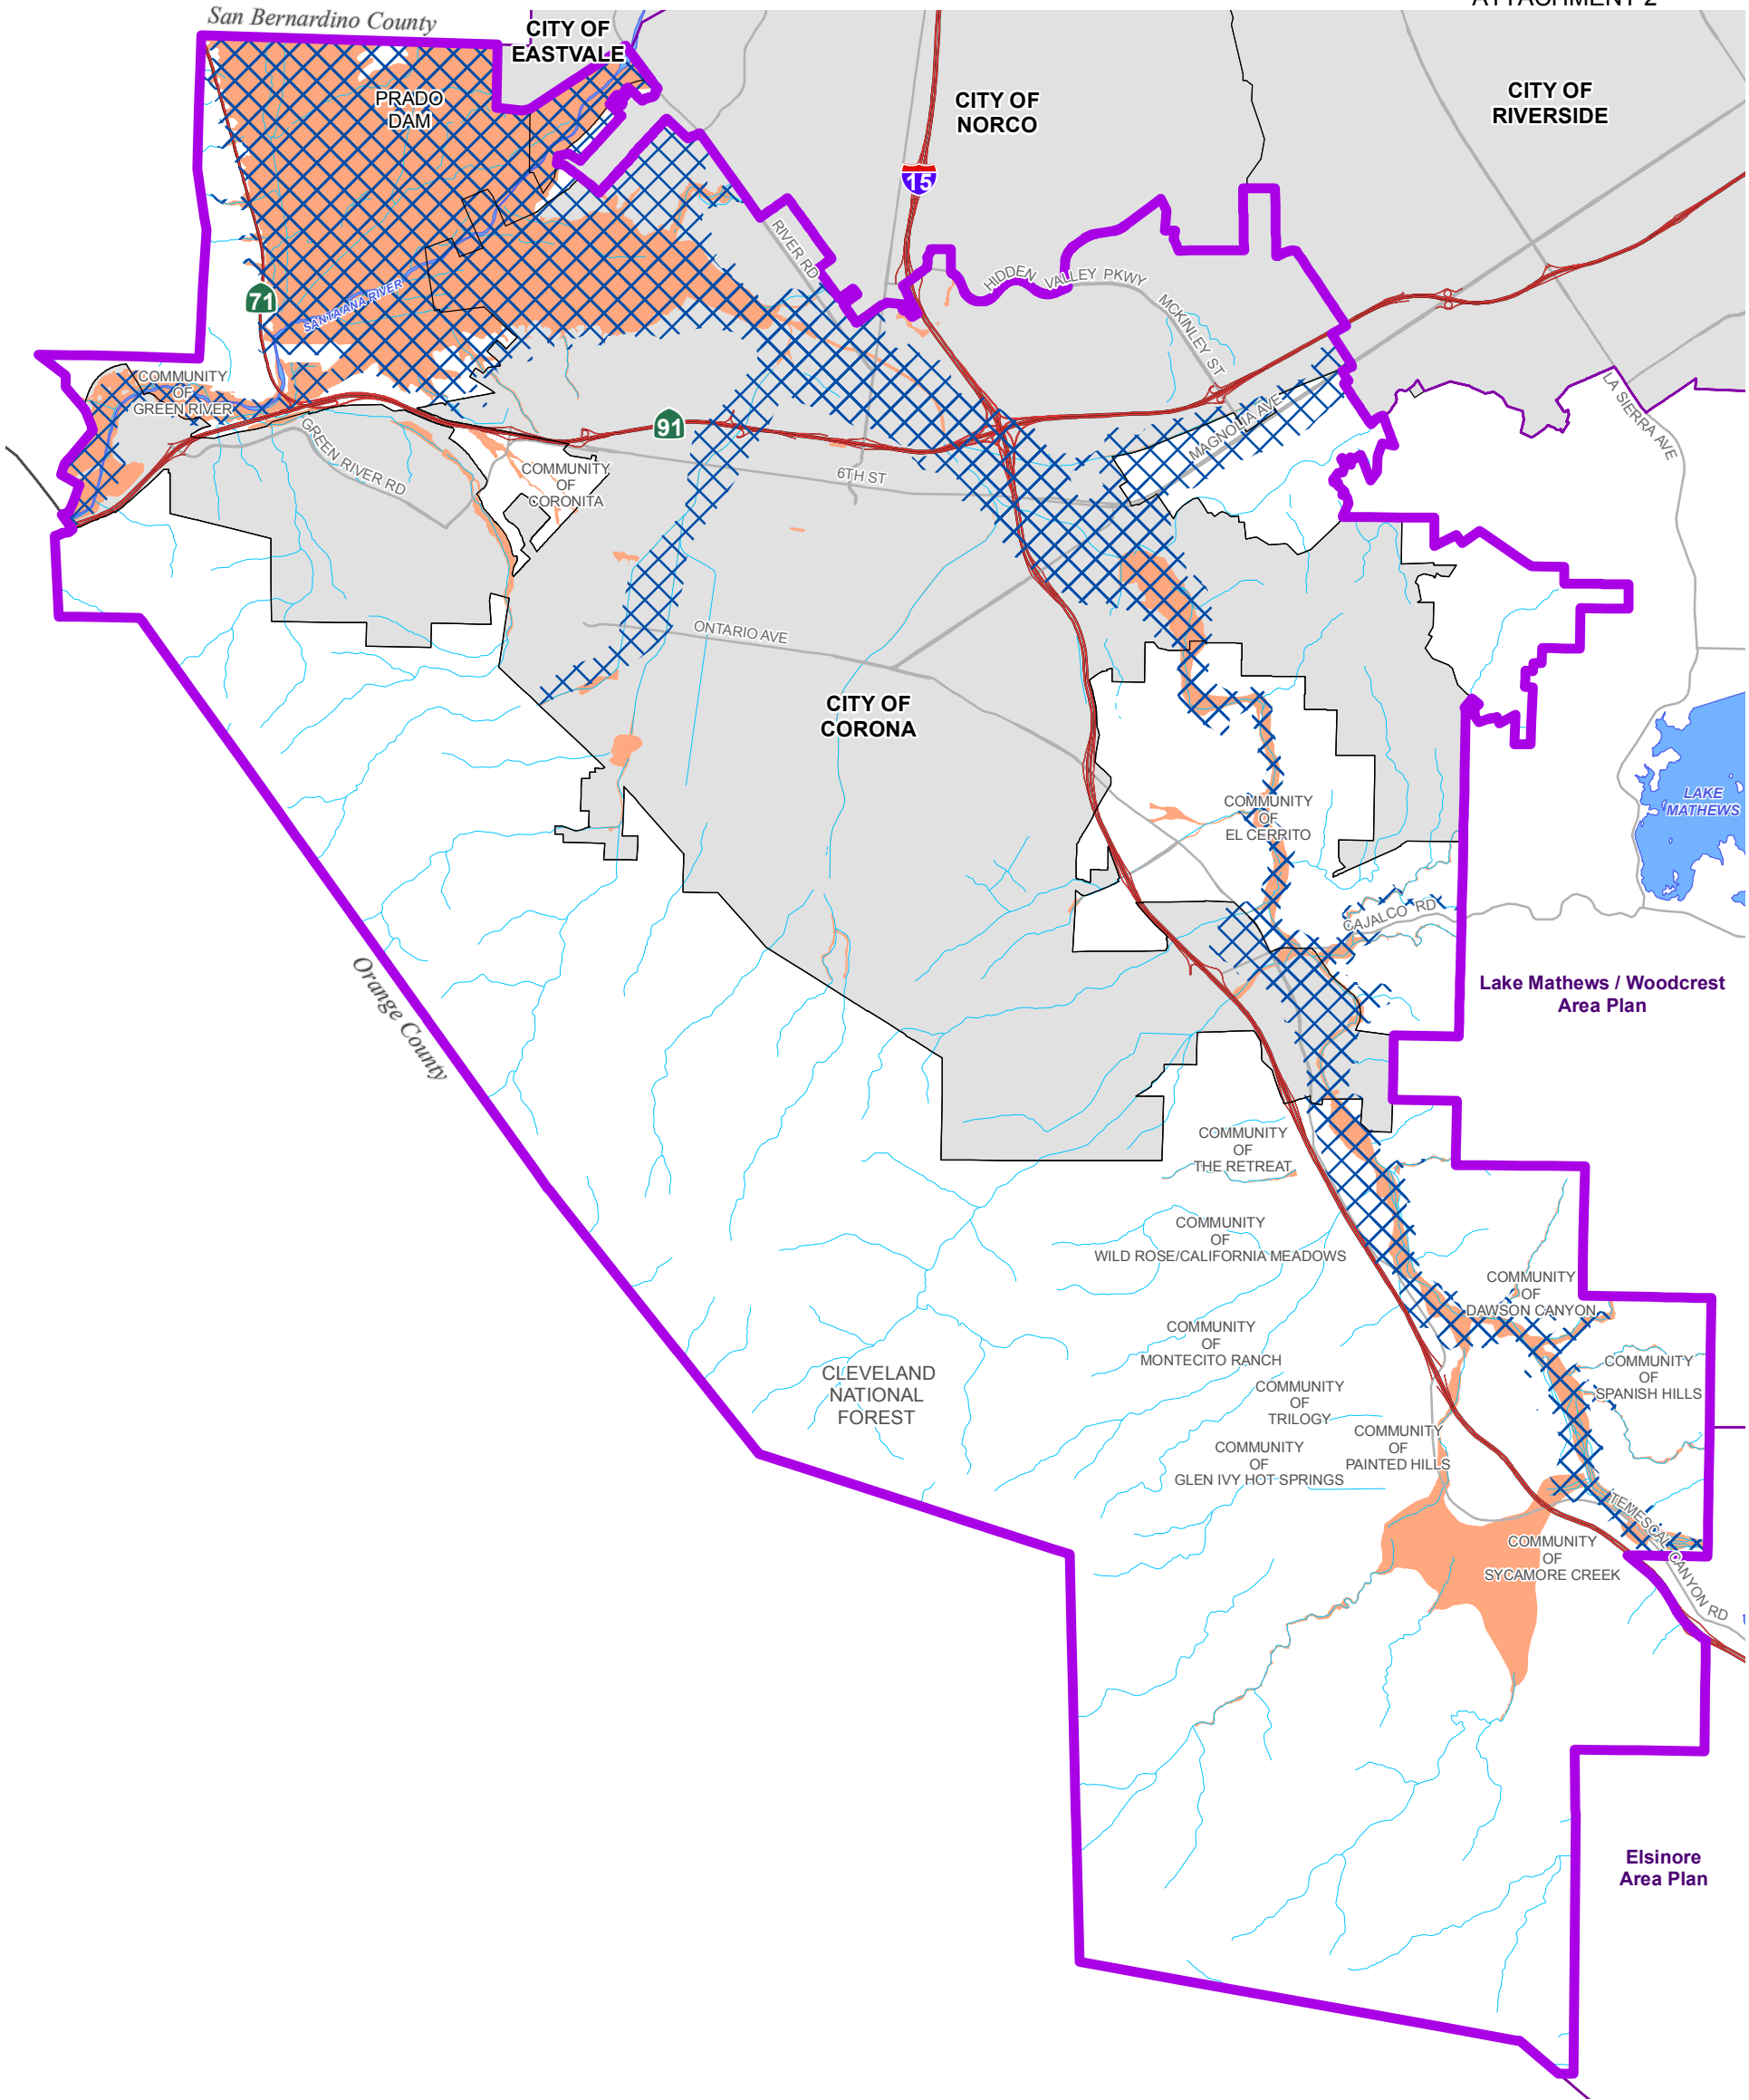 ATTACHMENT 2
San Bernardino County
CITY OF
EASTVALE
PRADO
DAM
CITY OF
NORCO
CITY OF
RIVERSIDE
15
RIVER RD
HIDDEN VALLEY PKWY
MCKINLEY ST
71
SANTA ANA RIVER
COMMUNITY
OF
GREEN RIVER
GREEN RIVER RD
91
COMMUNITY
OF
CORONITA
6TH ST
MAGNOLIA AVE
LA SIERRA AVE
ONTARIO AVE
CITY OF
CORONA
COMMUNITY
OF
EL CERRITO
LAKE
MATHEWS
CAJALCO RD
Orange County
Lake Mathews / Woodcrest
Area Plan
COMMUNITY
OF
THE RETREAT
COMMUNITY
OF
WILD ROSE/CALIFORNIA MEADOWS
COMMUNITY
OF
DAWSON CANYON
COMMUNITY
OF
MONTECITO RANCH
CLEVELAND
NATIONAL
FOREST
COMMUNITY
OF
SPANISH HILLS
COMMUNITY
OF
TRILOGY
COMMUNITY
OF
PAINTED HILLS
COMMUNITY
OF
GLEN IVY HOT SPRINGS
TEMESCAL CANYON RD
COMMUNITY
OF
SYCAMORE CREEK
Elsinore
Area Plan